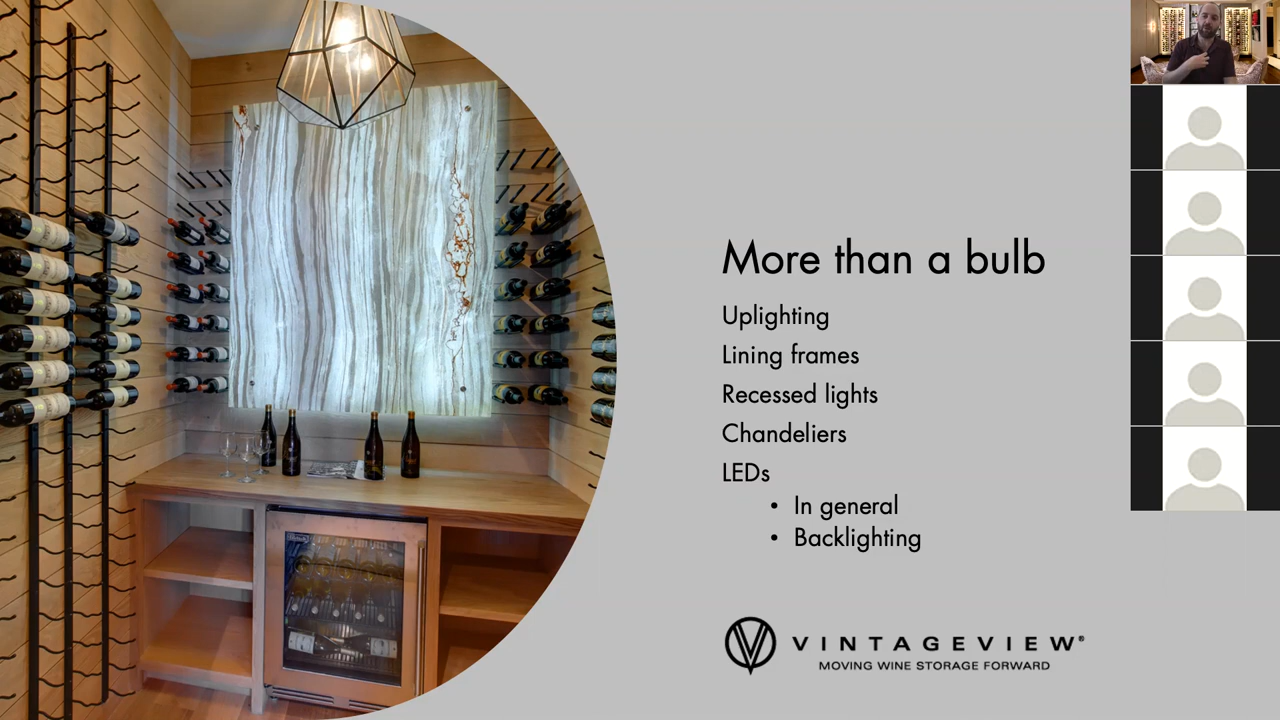 More than a bulb
Uplighting
Lining frames
Recessed lights
Chandeliers
LEDs
• In general
• Backlighting
VINTAGEVIEW®
MOVING WINE STORAGE FORWARD